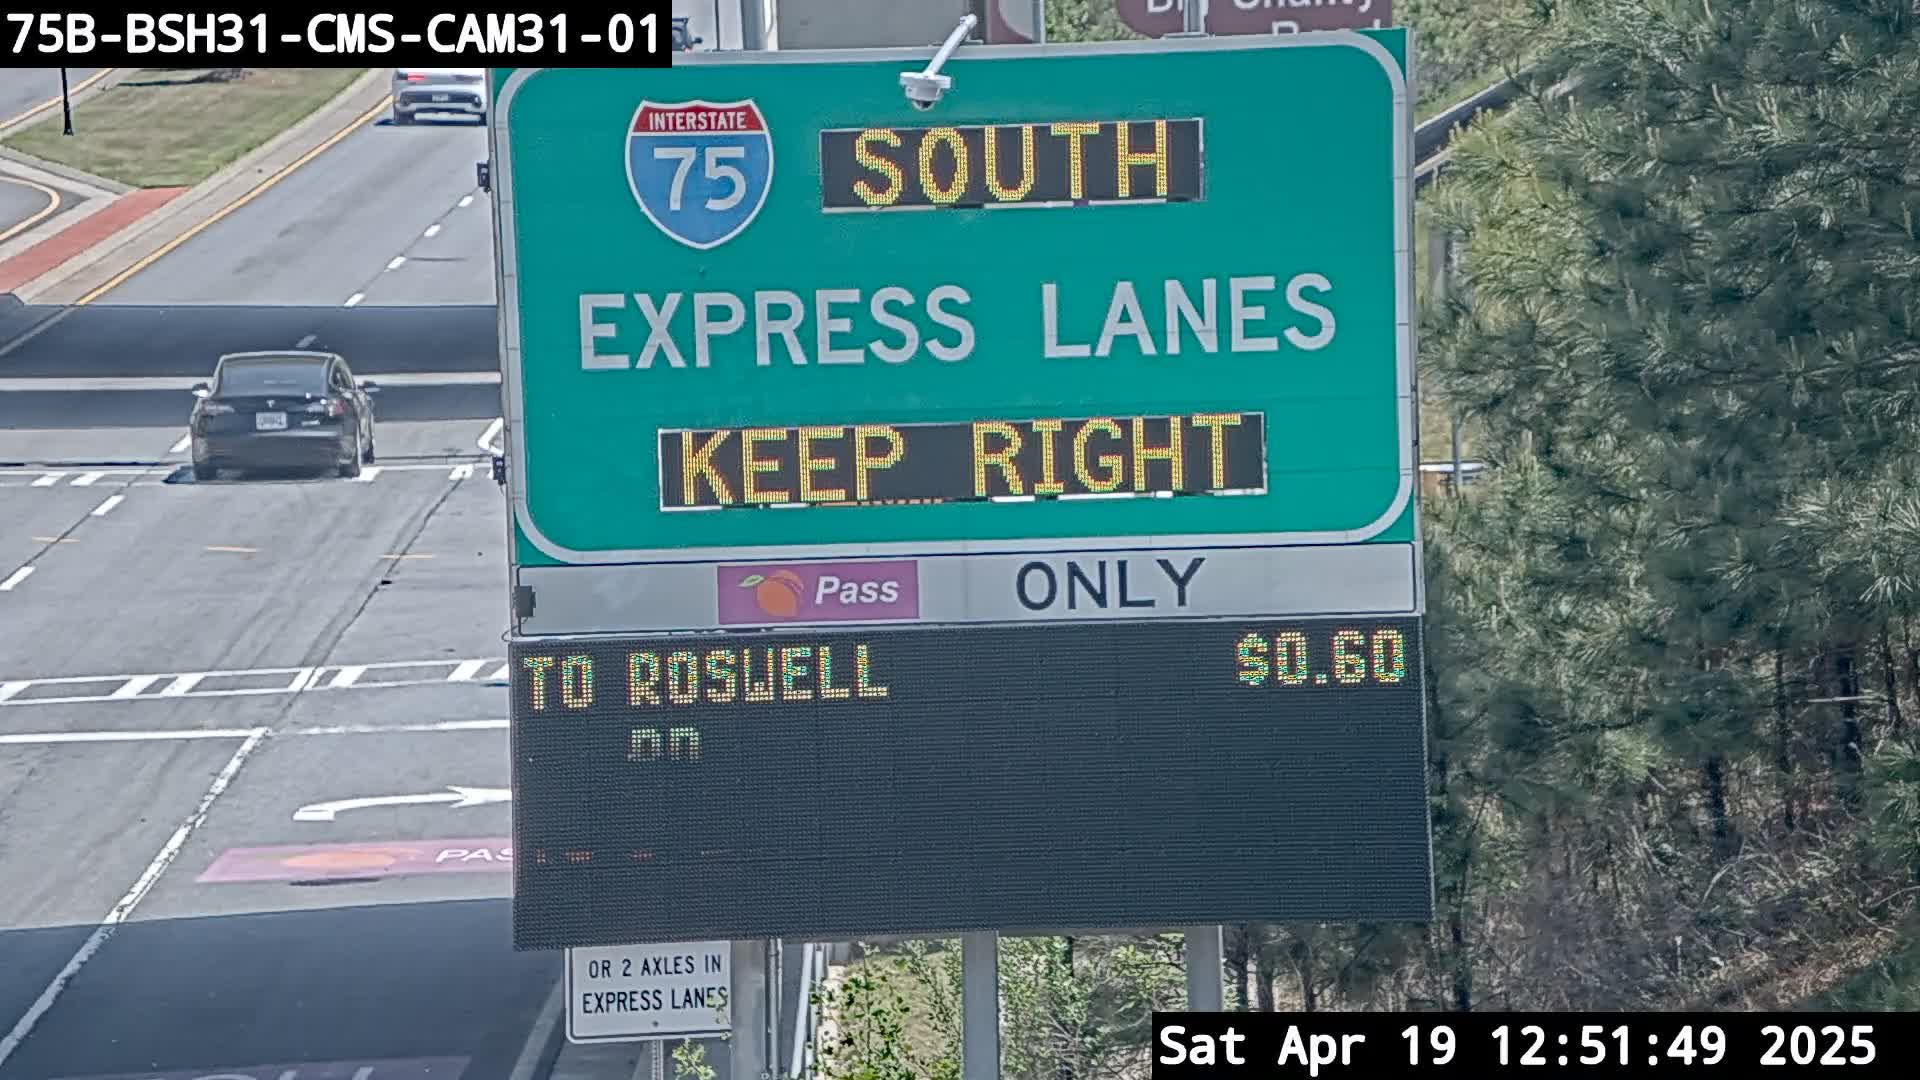 75B-BSH31-CMS-CAM31-01
INTERSTATE
75
SOUTH
EXPRESS LANES
KEEP RIGHT
Pass
ONLY
TO ROSWELL
$0.60
PAS
OR 2 AXLES IN
EXPRESS LANES
Sat Apr 19 12:51:49 2025